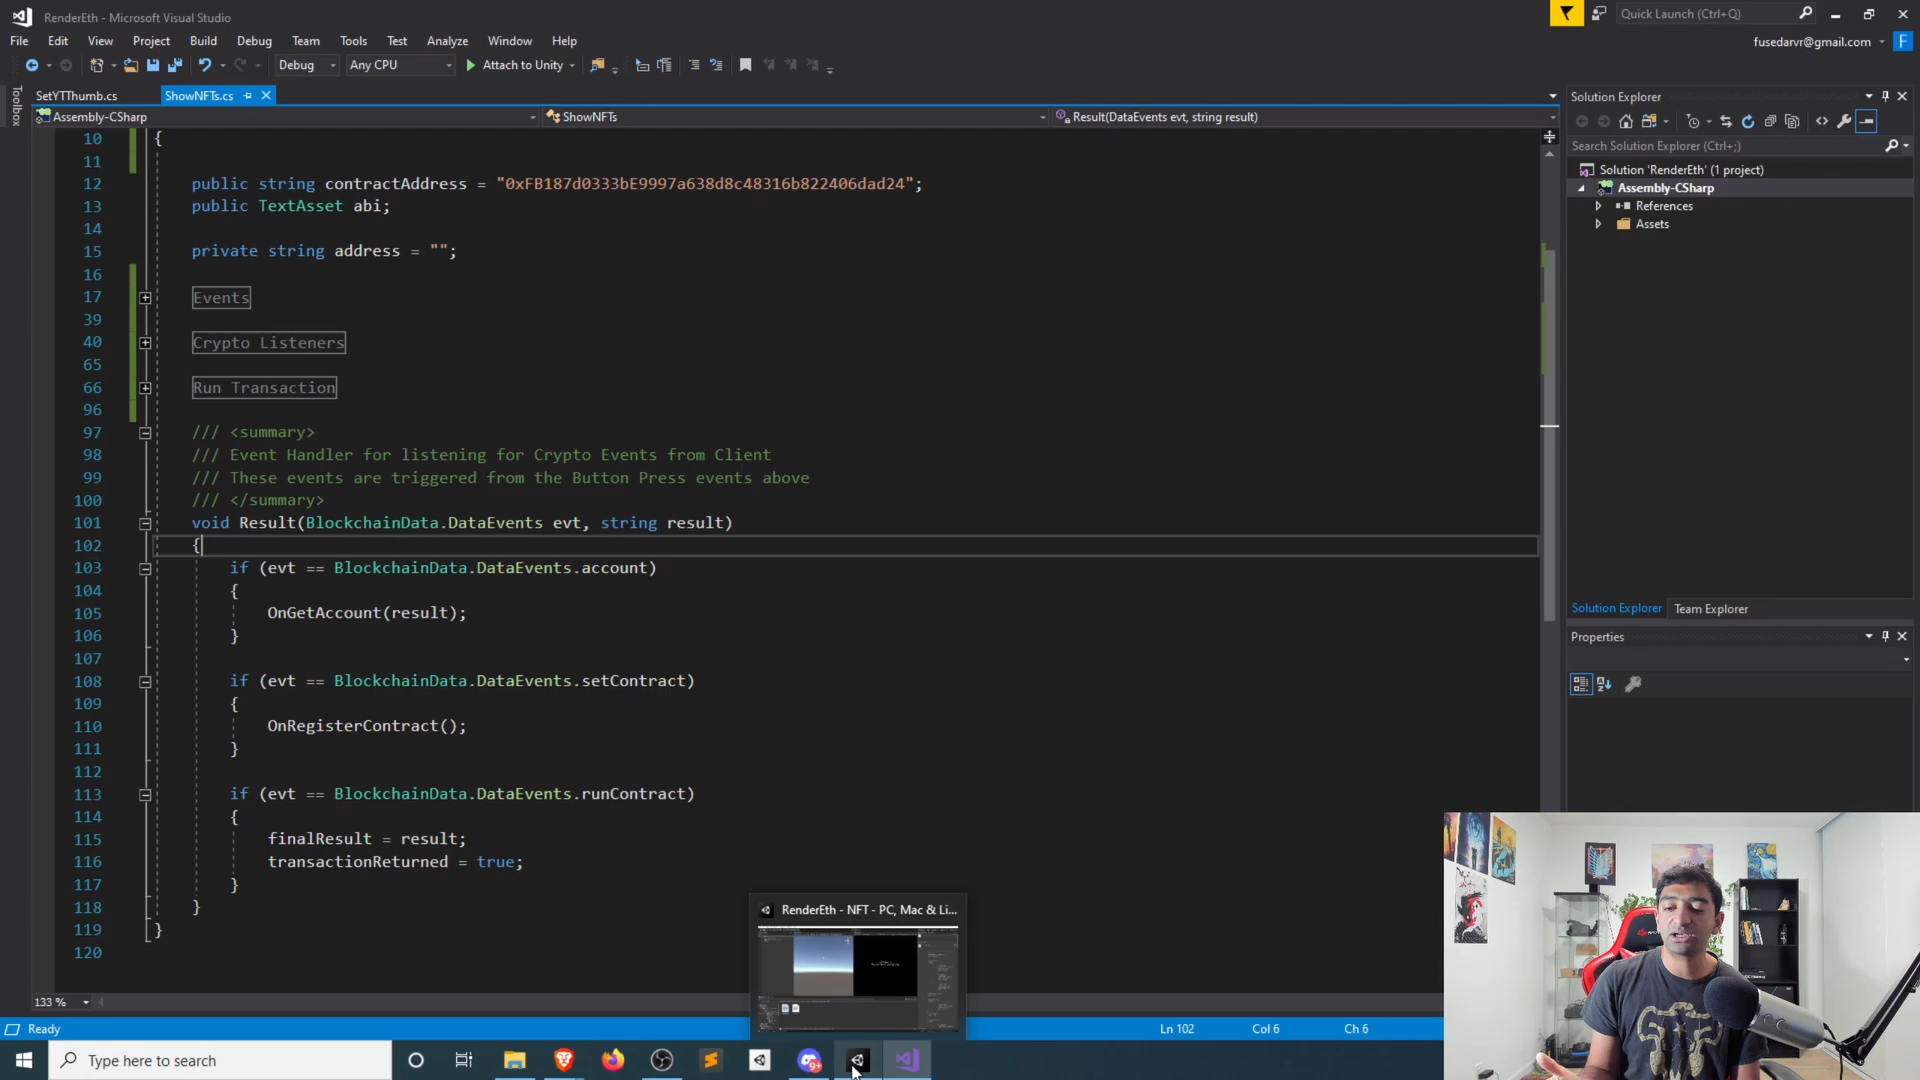 RenderEth - Microsoft Visual Studio
Quick Launch (Ctrl+Q)
File Edit View Project Build Debug Team Tools Test Analyze Window Help
fusedarvr@gmail.com
F
Debug Any CPU Attach to Unity
Toolbox
SetYTThumb.cs ShowNFTs.cs
Assembly-CSharp ShowNFTs Result(DataEvents evt, string result)
10 {
11
12 public string contractAddress = "0xFB187d0333bE9997a638d8c48316b822406dad24";
13 public TextAsset abi;
14
15 private string address = "";
16
17 Events
39
40 Crypto Listeners
65
66 Run Transaction
96
97 /// <summary>
98 /// Event Handler for listening for Crypto Events from Client
99 /// These events are triggered from the Button Press events above
100 /// </summary>
101 void Result(BlockchainData.DataEvents evt, string result)
102 {
103 if (evt == BlockchainData.DataEvents.account)
104 {
105 OnGetAccount(result);
106 }
107
108 if (evt == BlockchainData.DataEvents.setContract)
109 {
110 OnRegisterContract();
111 }
112
113 if (evt == BlockchainData.DataEvents.runContract)
114 {
115 finalResult = result;
116 transactionReturned = true;
117 }
118 }
119 }
120
133 %
Solution Explorer
Search Solution Explorer (Ctrl+;)
Solution 'RenderEth' (1 project)
Assembly-CSharp
References
Assets
Solution Explorer Team Explorer
Properties
RenderEth - NFT - PC, Mac & Li...
Ready Ln 102 Col 6 Ch 6
Type here to search
9+